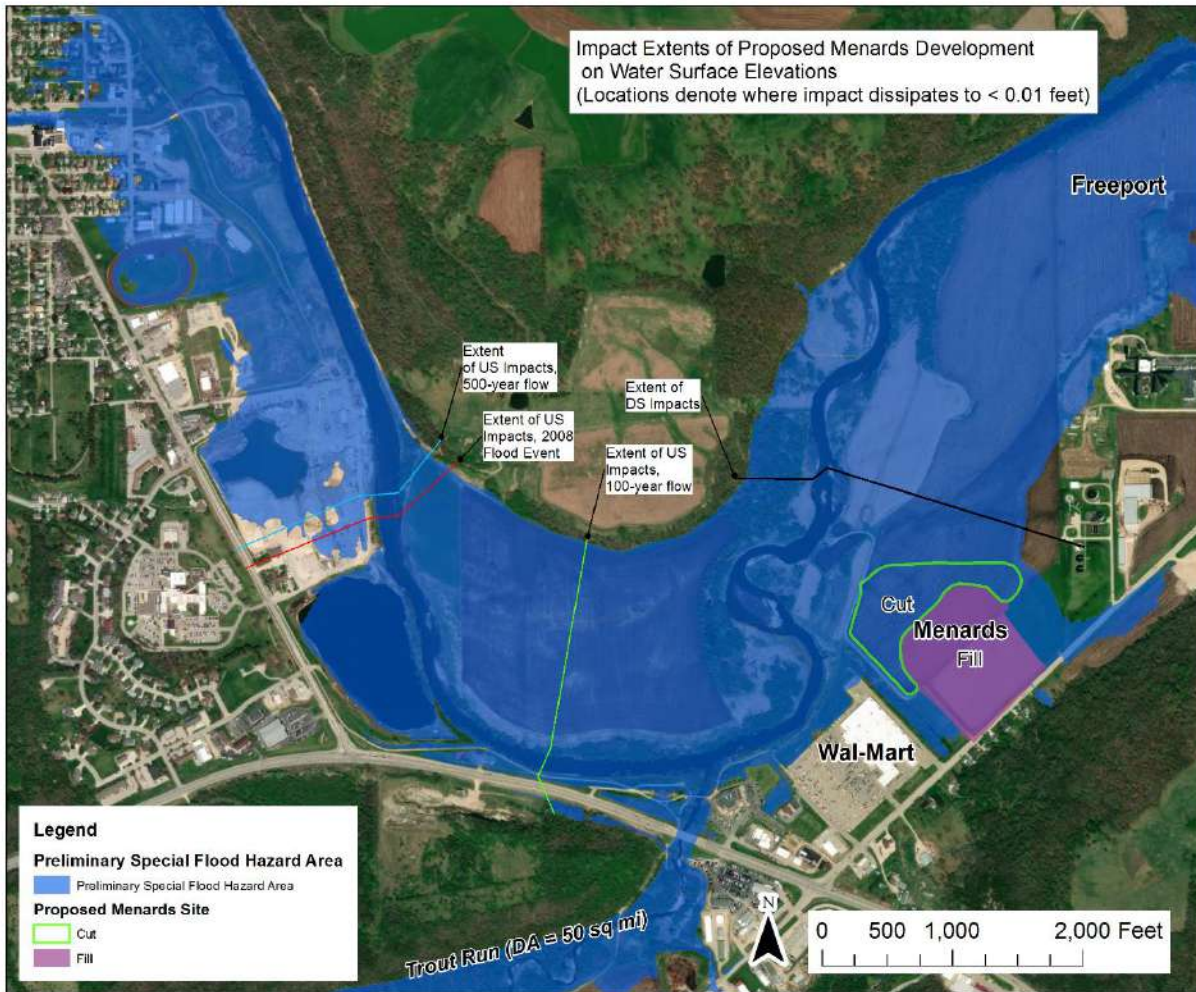 Impact Extents of Proposed Menards Development
on Water Surface Elevations
(Locations denote where impact dissipates to < 0.01 feet)
Freeport
Extent
of US Impacts,
500-year flow
Extent of US
Impacts, 2008
Flood Event
Extent of
DS Impacts
Extent of US
Impacts,
100-year flow
Cut
Menards
Fill
Wal-Mart
Legend
Preliminary Special Flood Hazard Area
Preliminary Special Flood Hazard Area
Proposed Menards Site
Cut
Fill
Trout Run (DA = 50 sq mi)
N
0 500 1,000 2,000 Feet